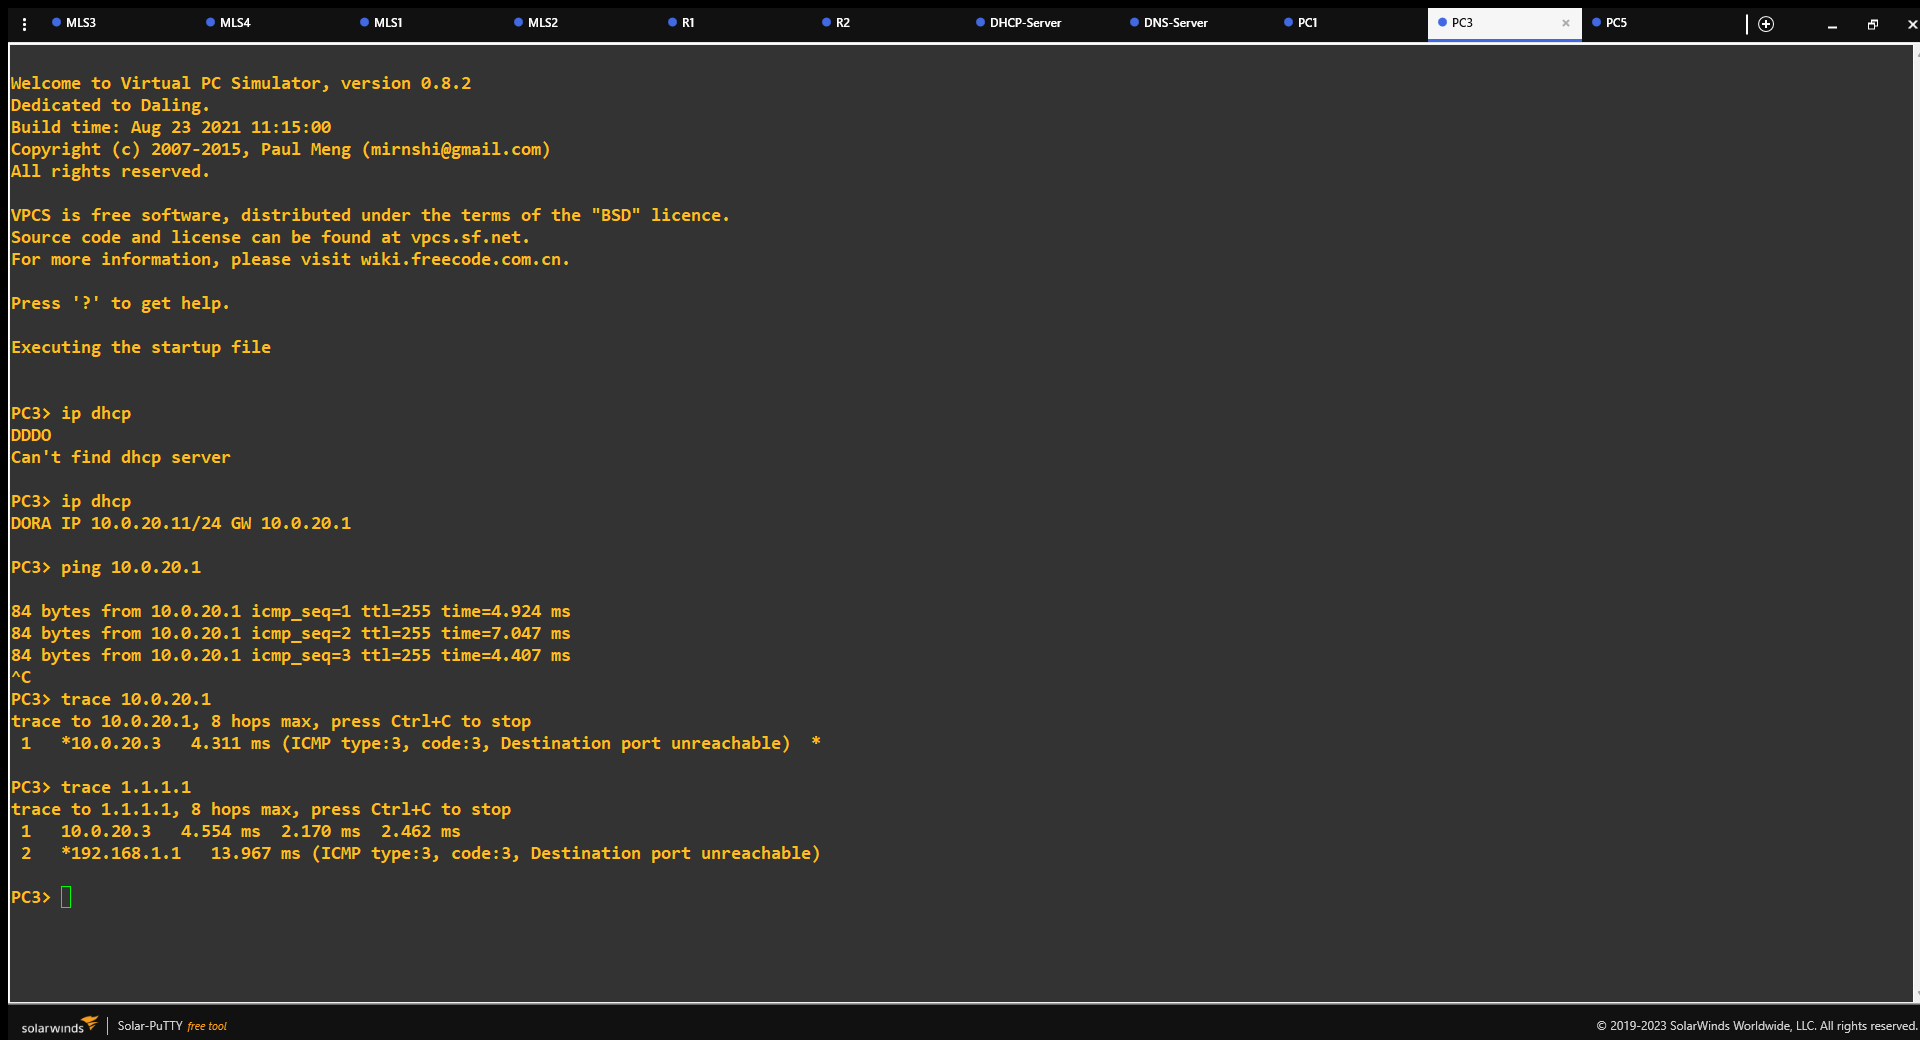 MLS3 MLS4 MLS1 MLS2 R1 R2 DHCP-Server DNS-Server PC1 PC3 PC5
Welcome to Virtual PC Simulator, version 0.8.2
Dedicated to Daling.
Build time: Aug 23 2021 11:15:00
Copyright (c) 2007-2015, Paul Meng (mirnshi@gmail.com)
All rights reserved.
VPCS is free software, distributed under the terms of the "BSD" licence.
Source code and license can be found at vpcs.sf.net.
For more information, please visit wiki.freecode.com.cn.
Press '?' to get help.
Executing the startup file
PC3> ip dhcp
DDDO
Can't find dhcp server
PC3> ip dhcp
DORA IP 10.0.20.11/24 GW 10.0.20.1
PC3> ping 10.0.20.1
84 bytes from 10.0.20.1 icmp_seq=1 ttl=255 time=4.924 ms
84 bytes from 10.0.20.1 icmp_seq=2 ttl=255 time=7.047 ms
84 bytes from 10.0.20.1 icmp_seq=3 ttl=255 time=4.407 ms
^C
PC3> trace 10.0.20.1
trace to 10.0.20.1, 8 hops max, press Ctrl+C to stop
1 *10.0.20.3 4.311 ms (ICMP type:3, code:3, Destination port unreachable) *
PC3> trace 1.1.1.1
trace to 1.1.1.1, 8 hops max, press Ctrl+C to stop
1 10.0.20.3 4.554 ms 2.170 ms 2.462 ms
2 *192.168.1.1 13.967 ms (ICMP type:3, code:3, Destination port unreachable)
PC3>
solarwinds Solar-PuTTY free tool © 2019-2023 SolarWinds Worldwide, LLC. All rights reserved.